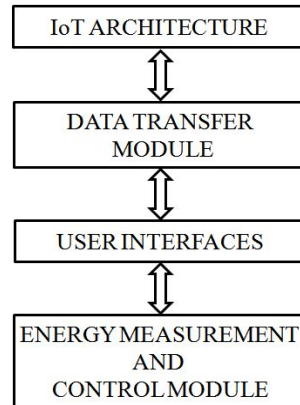 IoT ARCHITECTURE
DATA TRANSFER
MODULE
USER INTERFACES
ENERGY MEASUREMENT
AND
CONTROL MODULE